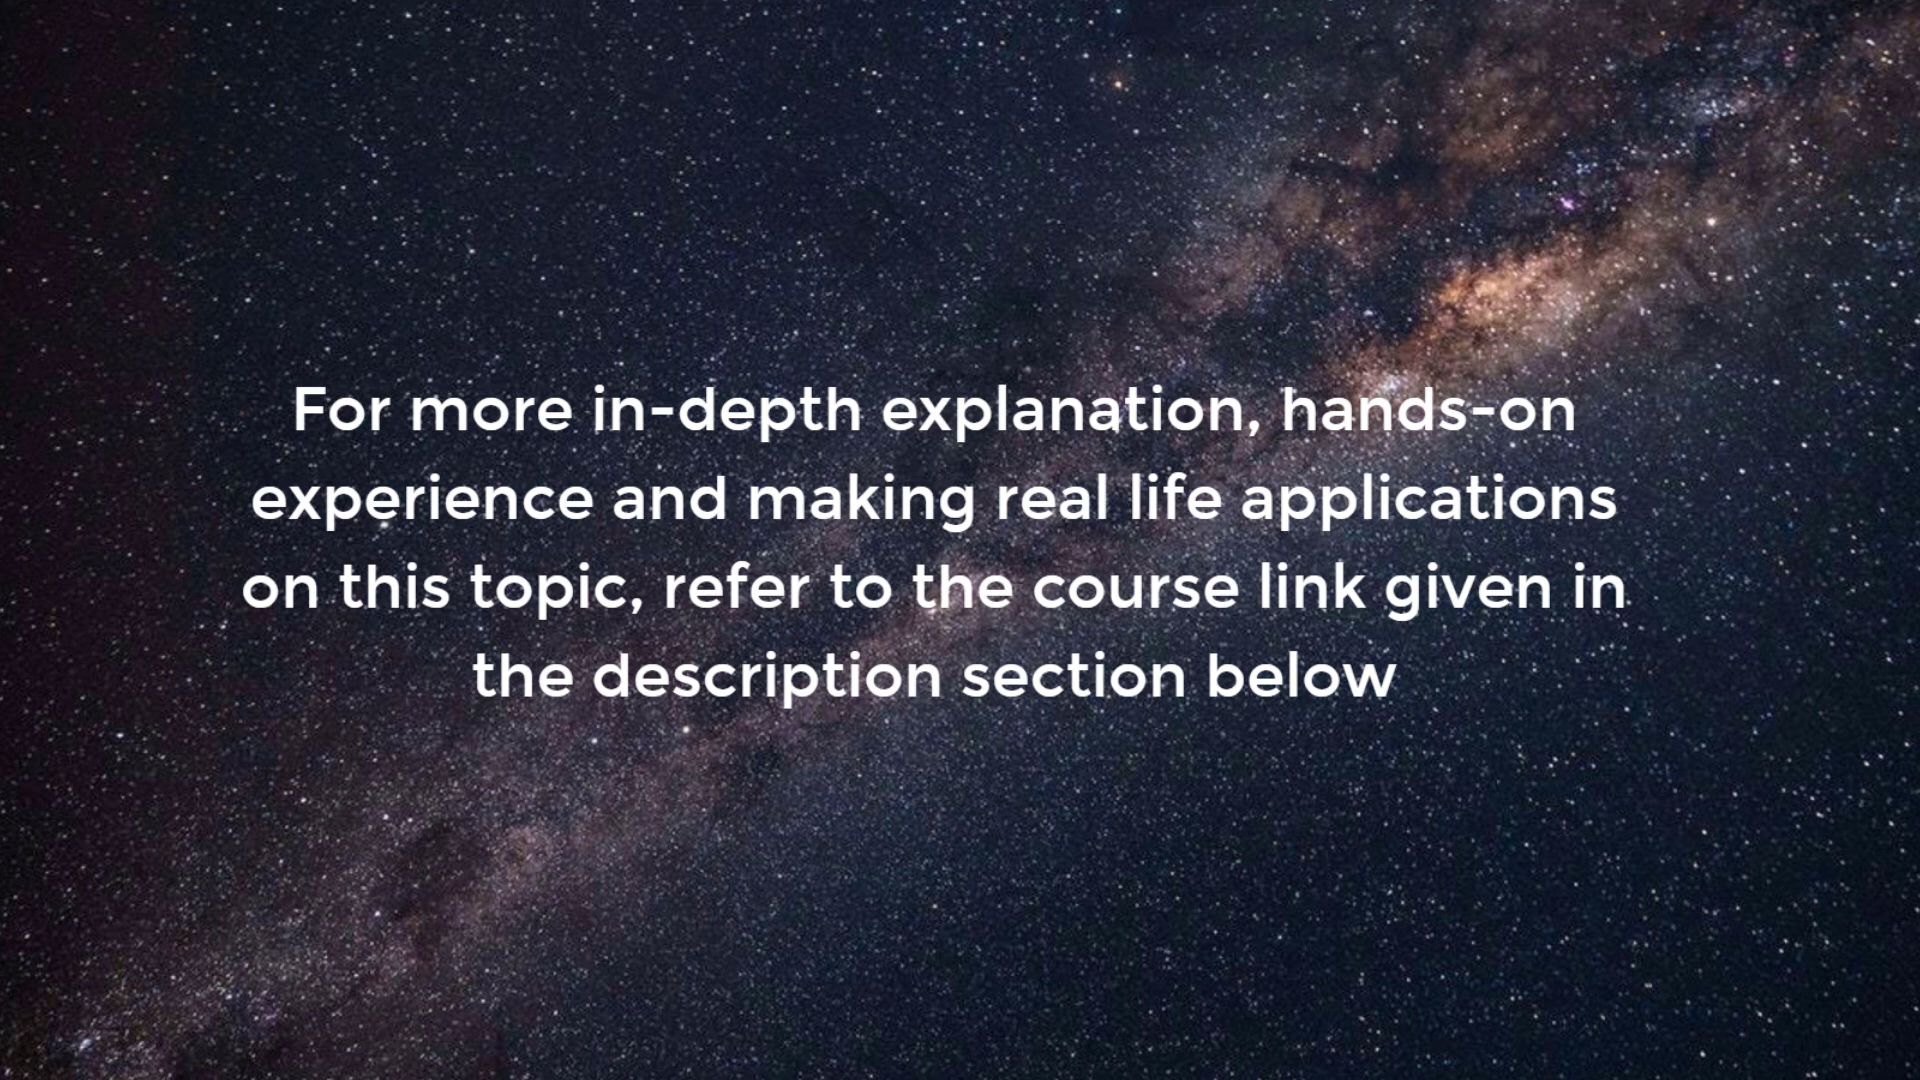 For more in-depth explanation, hands-on
experience and making real life applications
on this topic, refer to the course link given in
the description section below